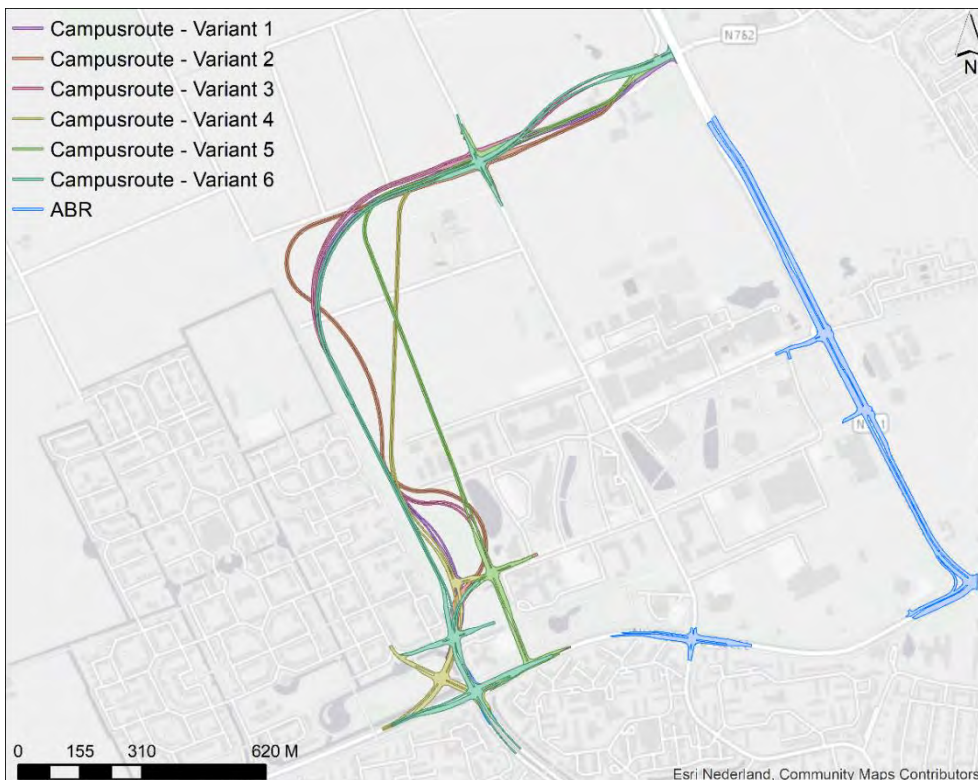 Campusroute - Variant 1
Campusroute - Variant 2
Campusroute - Variant 3
Campusroute - Variant 4
Campusroute - Variant 5
Campusroute - Variant 6
ABR
N 782
N
0 155 310 620 M
Esri Nederland, Community Maps Contributors